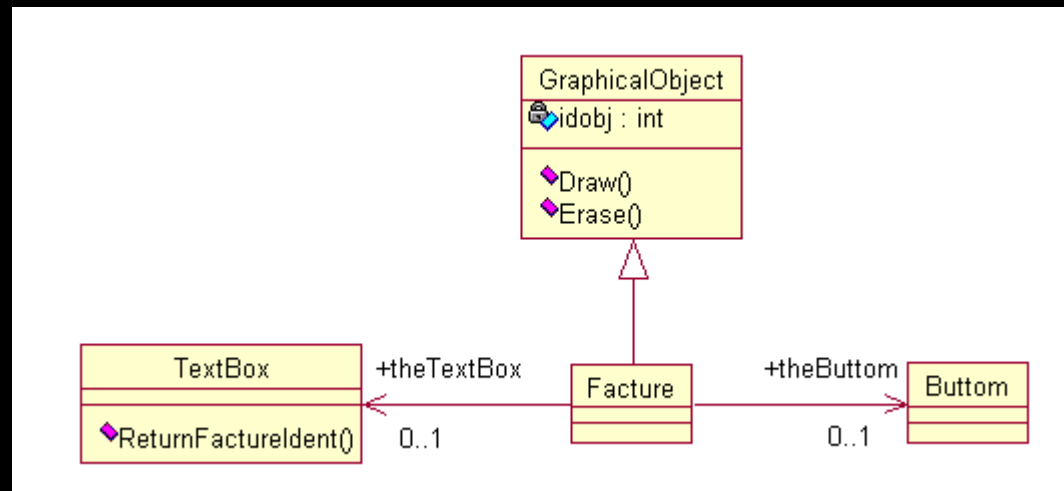 GraphicalObject
idobj : int
Draw()
Erase()
TextBox
ReturnFactureIdent()
+theTextBox
0..1
Facture
+theButtom
0..1
Buttom